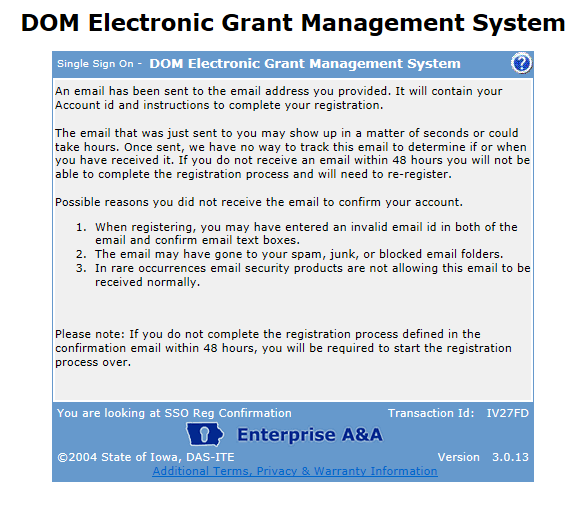 DOM Electronic Grant Management System
Single Sign On - DOM Electronic Grant Management System ?
An email has been sent to the email address you provided. It will contain your
Account id and instructions to complete your registration.
The email that was just sent to you may show up in a matter of seconds or could
take hours. Once sent, we have no way to track this email to determine if or when
you have received it. If you do not receive an email within 48 hours you will not be
able to complete the registration process and will need to re-register.
Possible reasons you did not receive the email to confirm your account.
1. When registering, you may have entered an invalid email id in both of the
email and confirm email text boxes.
2. The email may have gone to your spam, junk, or blocked email folders.
3. In rare occurrences email security products are not allowing this email to be
received normally.
Please note: If you do not complete the registration process defined in the
confirmation email within 48 hours, you will be required to start the registration
process over.
You are looking at SSO Reg Confirmation Transaction Id: IV27FD
Enterprise A&A
©2004 State of Iowa, DAS-ITE Version 3.0.13
Additional Terms, Privacy & Warranty Information